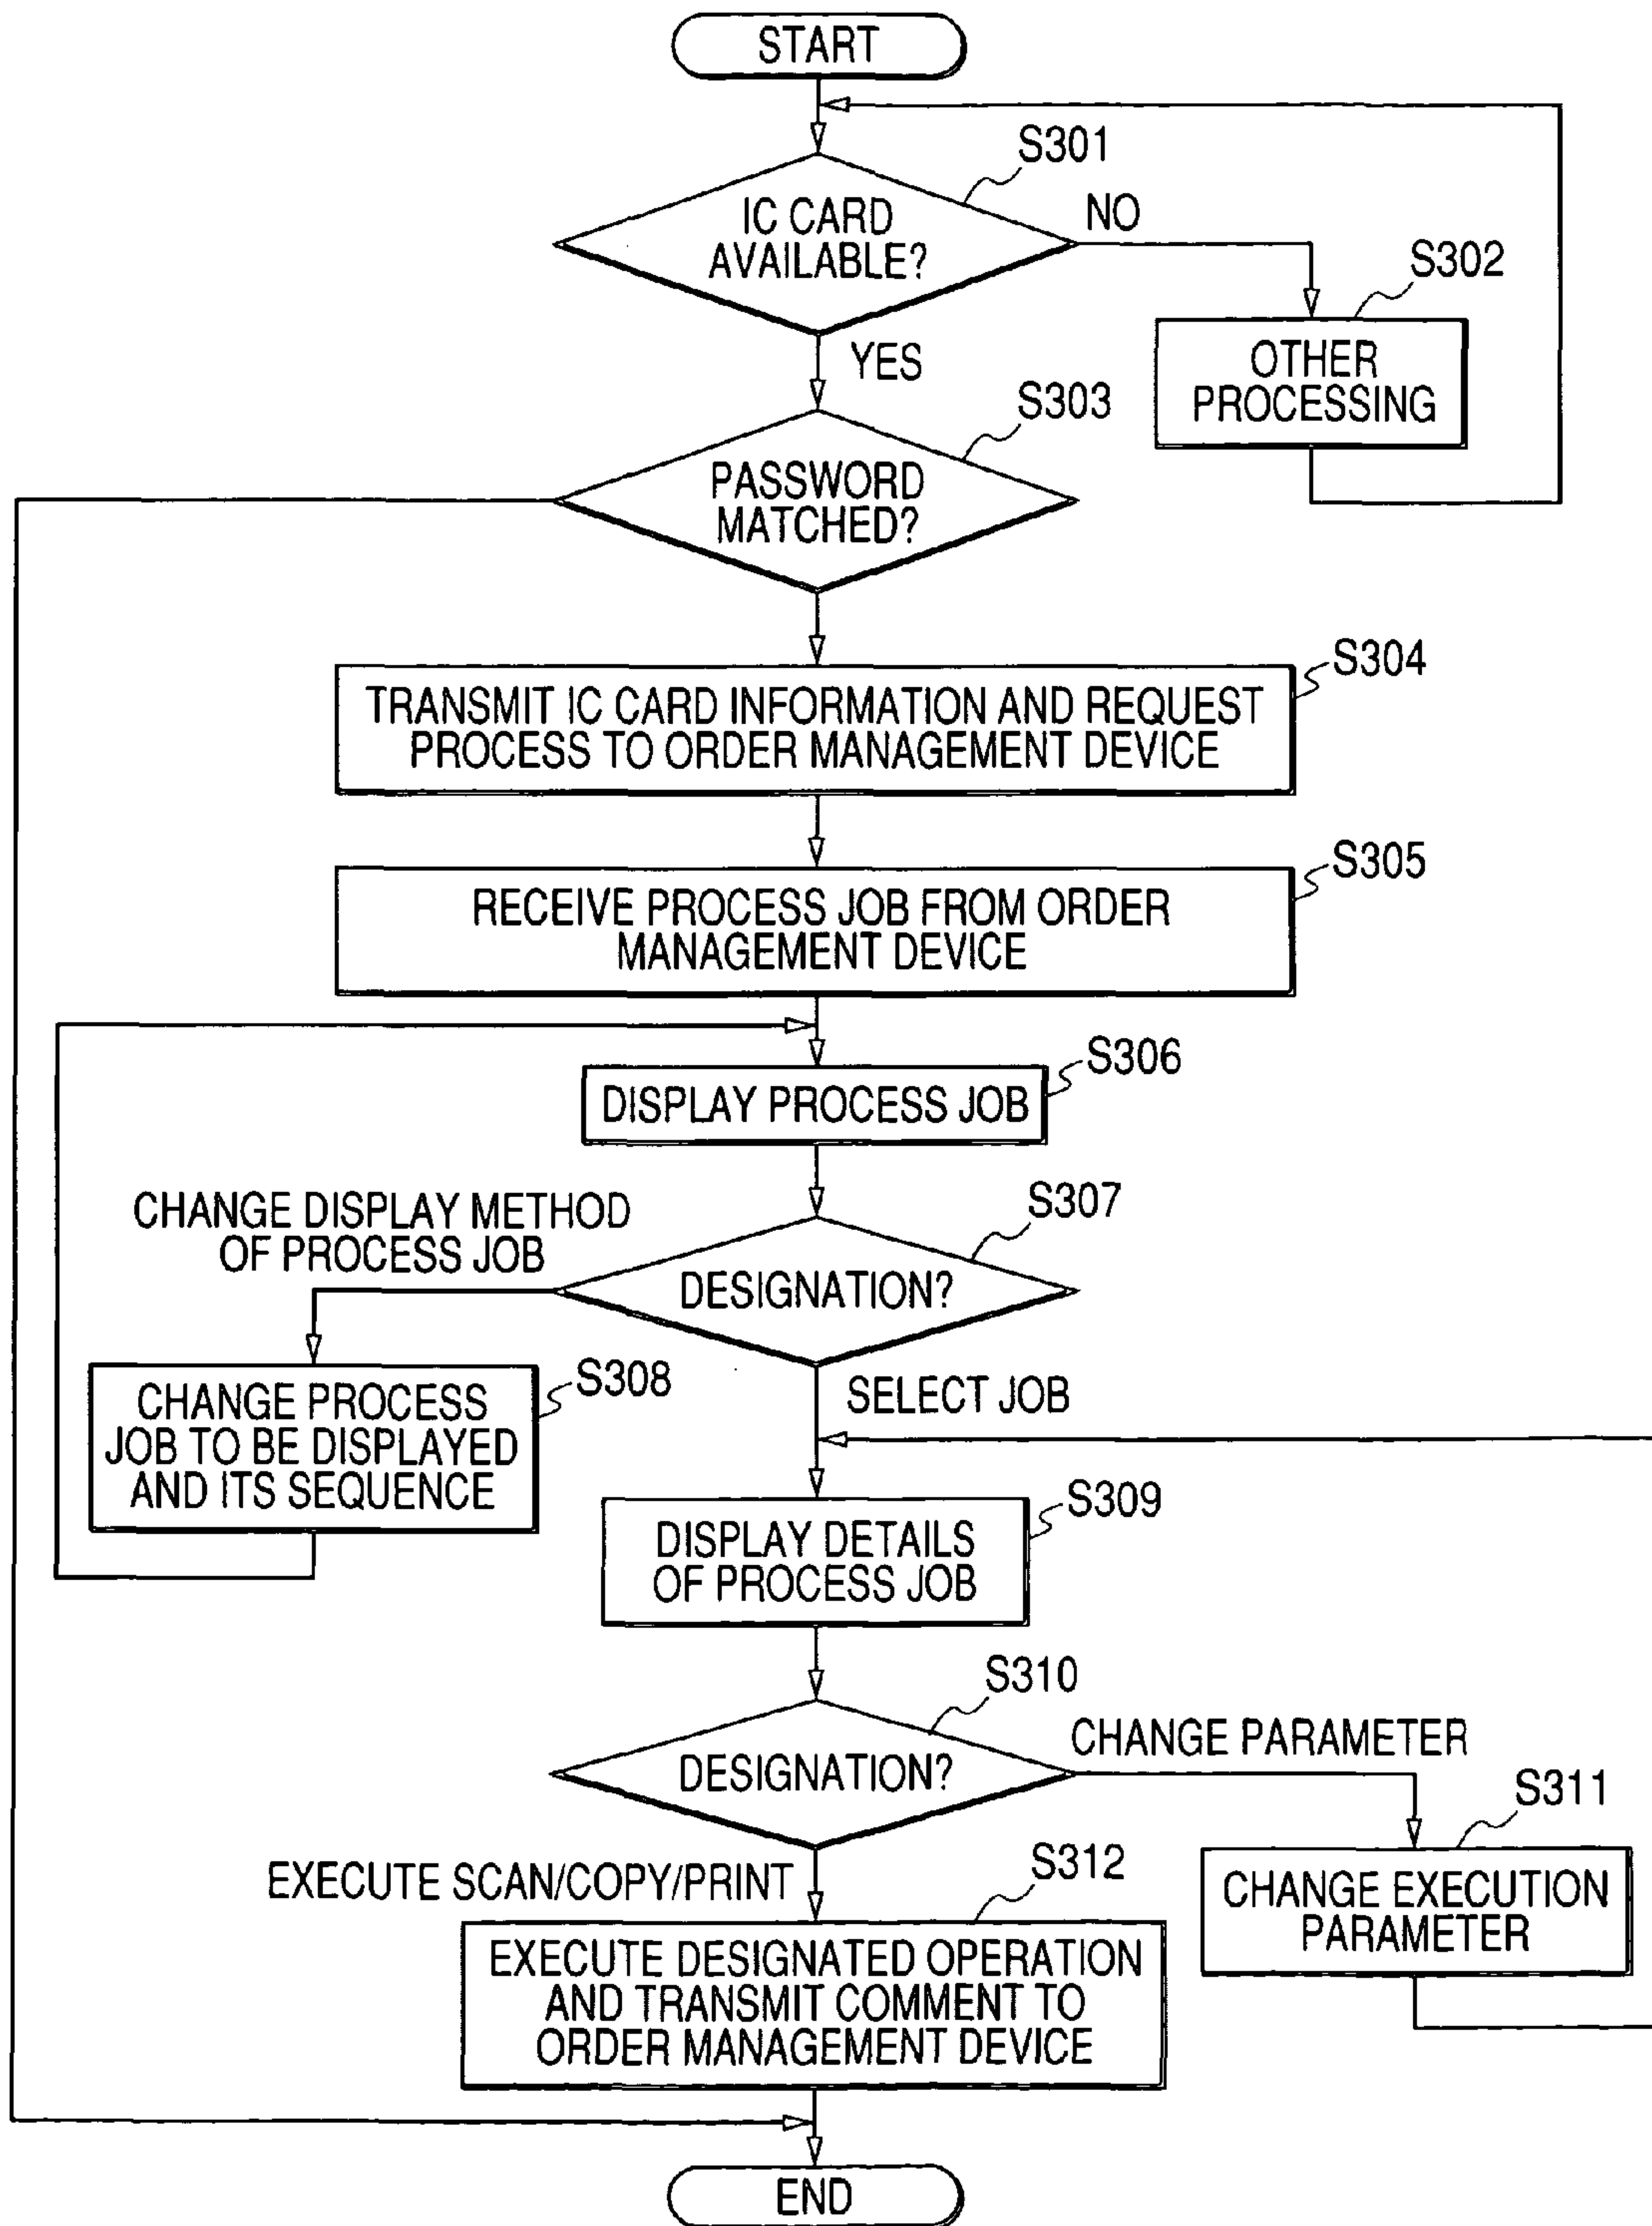 START
S301
IC CARD
AVAILABLE?
NO
S302
OTHER
PROCESSING
YES
S303
PASSWORD
MATCHED?
S304
TRANSMIT IC CARD INFORMATION AND REQUEST
PROCESS TO ORDER MANAGEMENT DEVICE
S305
RECEIVE PROCESS JOB FROM ORDER
MANAGEMENT DEVICE
S306
DISPLAY PROCESS JOB
S307
CHANGE DISPLAY METHOD
OF PROCESS JOB
DESIGNATION?
S308
CHANGE PROCESS
JOB TO BE DISPLAYED
AND ITS SEQUENCE
SELECT JOB
S309
DISPLAY DETAILS
OF PROCESS JOB
S310
DESIGNATION?
CHANGE PARAMETER
S311
CHANGE EXECUTION
PARAMETER
EXECUTE SCAN/COPY/PRINT
S312
EXECUTE DESIGNATED OPERATION
AND TRANSMIT COMMENT TO
ORDER MANAGEMENT DEVICE
END